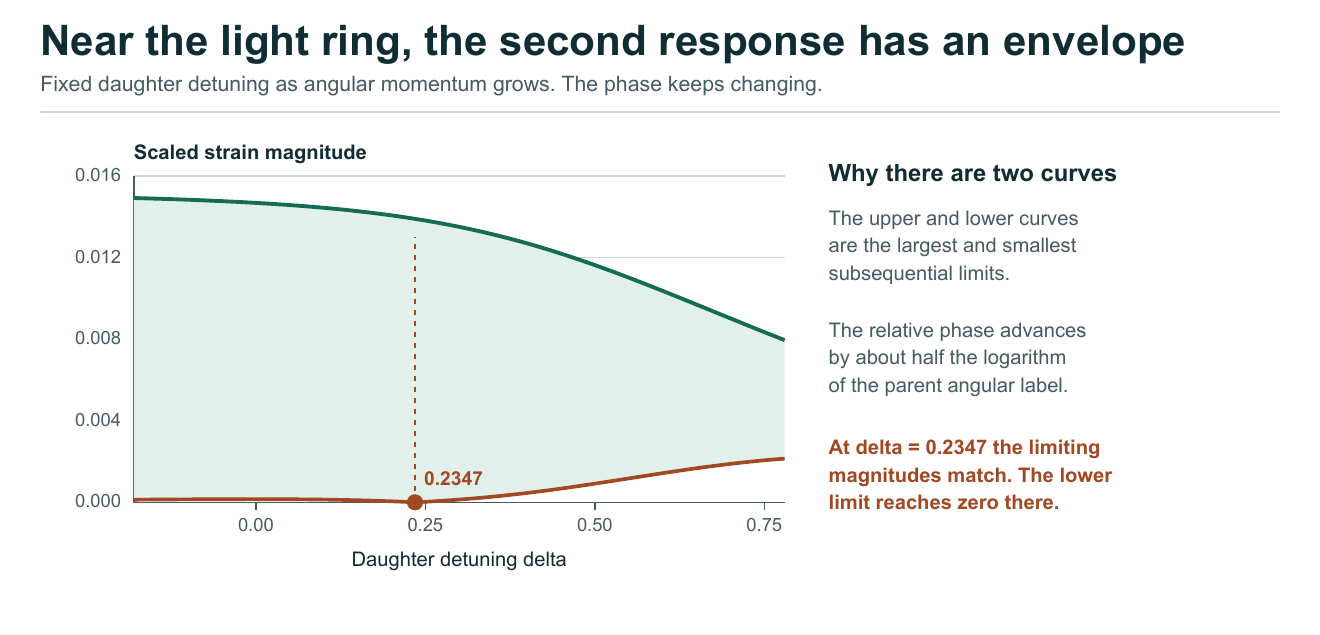 Near the light ring, the second response has an envelope
Fixed daughter detuning as angular momentum grows. The phase keeps changing.
Scaled strain magnitude
0.016
0.012
0.008
0.004
0.000
0.2347
0.00
0.25
0.50
0.75
Daughter detuning delta
Why there are two curves
The upper and lower curves
are the largest and smallest
subsequential limits.
The relative phase advances
by about half the logarithm
of the parent angular label.
At delta = 0.2347 the limiting
magnitudes match. The lower
limit reaches zero there.